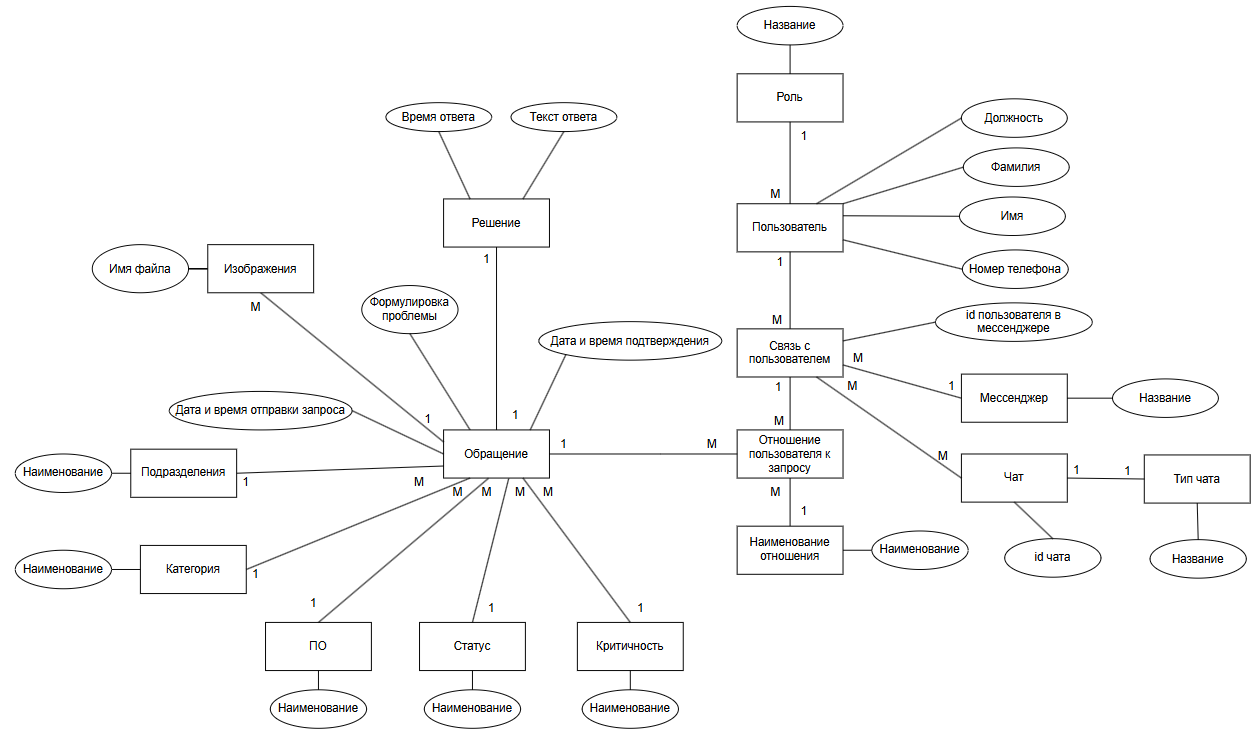 Название
Роль
1
Должность
Время ответа
Текст ответа
Фамилия
М
Решение
Пользователь
Имя
1
1
Имя файла
Изображения
Номер телефона
М
Формулировка
проблемы
М
id пользователя в
мессенджере
Дата и время подтверждения
Связь с
пользователем
М
М
1
1
Мессенджер
Название
Дата и время отправки запроса
1
1
М
Отношение
пользователя к
запросу
Обращение
1
М
М
Наименование
Подразделения
1
М
М
М
М
М
М
Чат
1
1
Тип чата
1
Наименование
отношения
Наименование
id чата
Название
Наименование
Категория
1
1
1
1
ПО
Статус
Критичность
Наименование
Наименование
Наименование